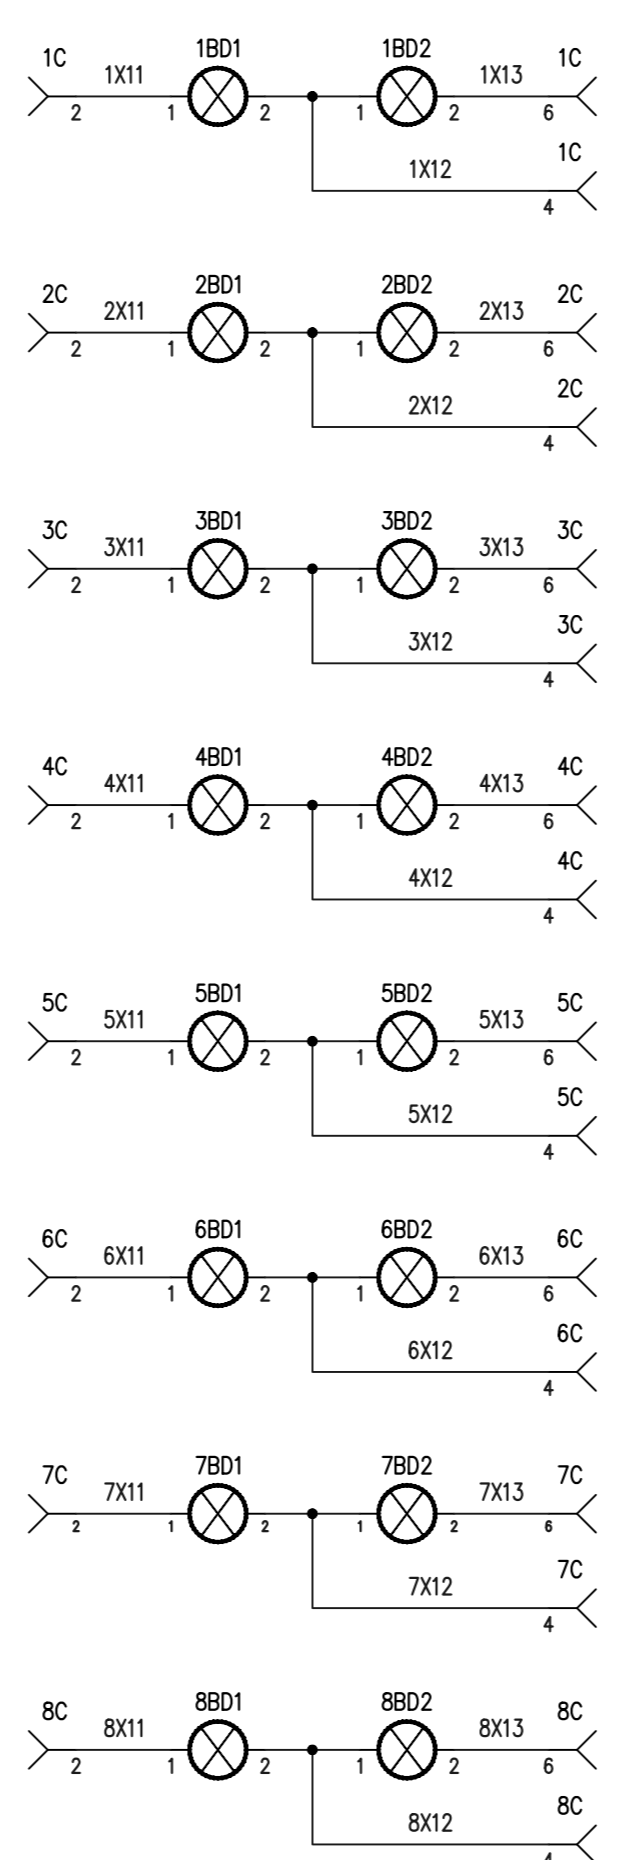 1C 1X11 1BD1 1BD2 1X13 1C
2 1 2 1 2 6
1X12 1C
4
2C 2X11 2BD1 2BD2 2X13 2C
2 1 2 1 2 6
2X12 2C
4
3C 3X11 3BD1 3BD2 3X13 3C
2 1 2 1 2 6
3X12 3C
4
4C 4X11 4BD1 4BD2 4X13 4C
2 1 2 1 2 6
4X12 4C
4
5C 5X11 5BD1 5BD2 5X13 5C
2 1 2 1 2 6
5X12 5C
4
6C 6X11 6BD1 6BD2 6X13 6C
2 1 2 1 2 6
6X12 6C
4
7C 7X11 7BD1 7BD2 7X13 7C
2 1 2 1 2 6
7X12 7C
4
8C 8X11 8BD1 8BD2 8X13 8C
2 1 2 1 2 6
8X12 8C
4